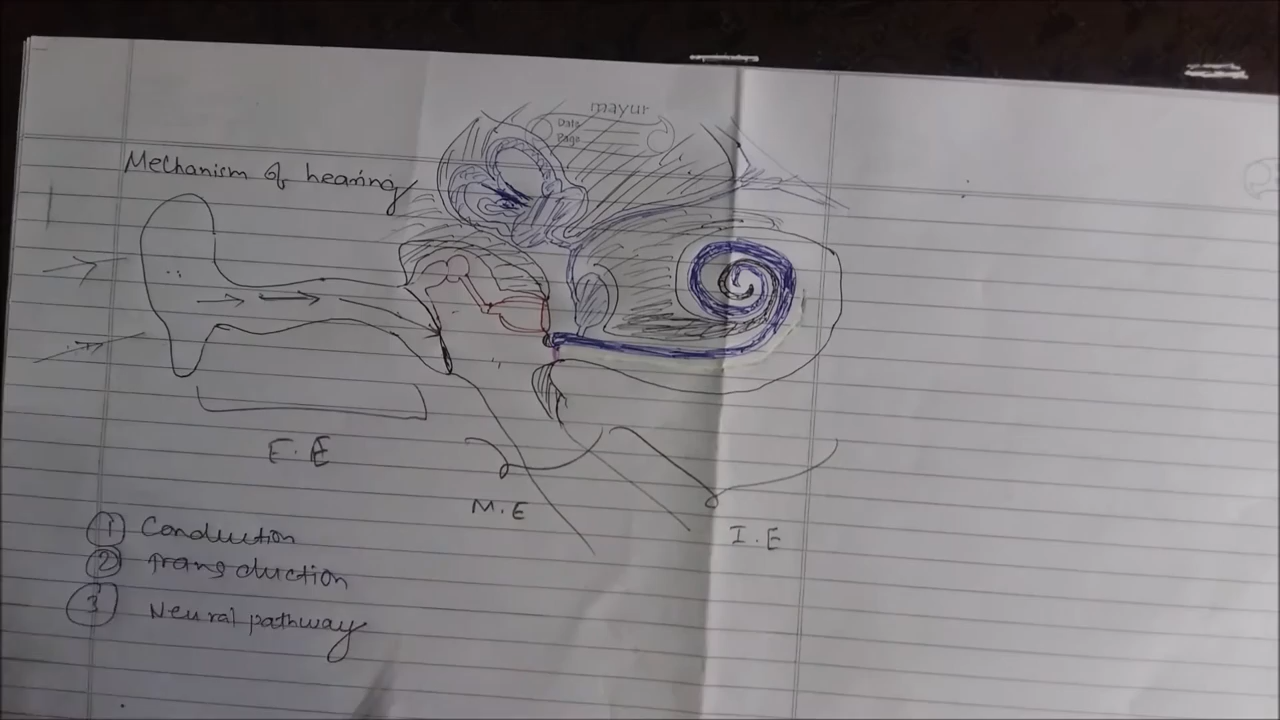 mayur
Date
Page
Mechanism of hearing
E.E
M.E
I.E
① Conduction
② transduction
③ Neural pathway